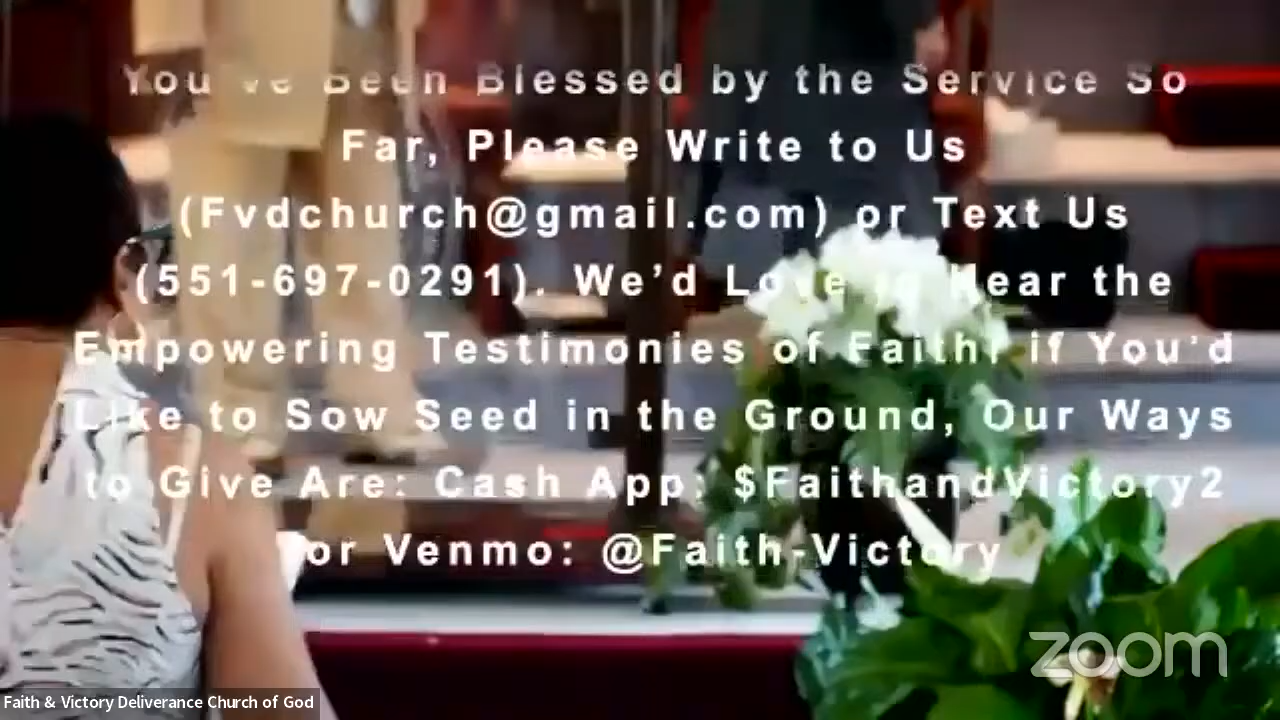 You've Been Blessed by the Service So
Far, Please Write to Us
(Fvdchurch@gmail.com) or Text Us
(551-697-0291). We'd Love to Hear the
Empowering Testimonies of Faith! if You'd
Like to Sow Seed in the Ground, Our Ways
to Give Are: Cash App: $FaithandVictory2
or Venmo: @Faith-Victory
zoom
Faith & Victory Deliverance Church of God